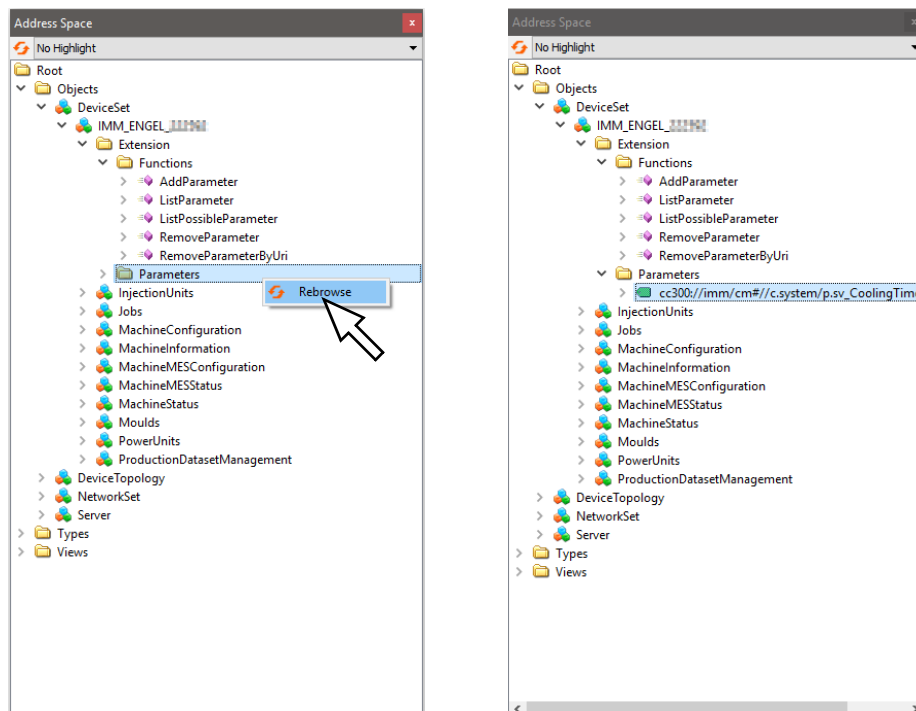 Address Space
No Highlight
Root
Objects
DeviceSet
IMM_ENGEL_
Extension
Functions
AddParameter
ListParameter
ListPossibleParameter
RemoveParameter
RemoveParameterByUri
Parameters
Rebrowse
InjectionUnits
Jobs
MachineConfiguration
MachineInformation
MachineMESConfiguration
MachineMESStatus
MachineStatus
Moulds
PowerUnits
ProductionDatasetManagement
DeviceTopology
NetworkSet
Server
Types
Views
Address Space
No Highlight
Root
Objects
DeviceSet
IMM_ENGEL_
Extension
Functions
AddParameter
ListParameter
ListPossibleParameter
RemoveParameter
RemoveParameterByUri
Parameters
cc300://imm/cm#//c.system/p.sv_CoolingTime
InjectionUnits
Jobs
MachineConfiguration
MachineInformation
MachineMESConfiguration
MachineMESStatus
MachineStatus
Moulds
PowerUnits
ProductionDatasetManagement
DeviceTopology
NetworkSet
Server
Types
Views